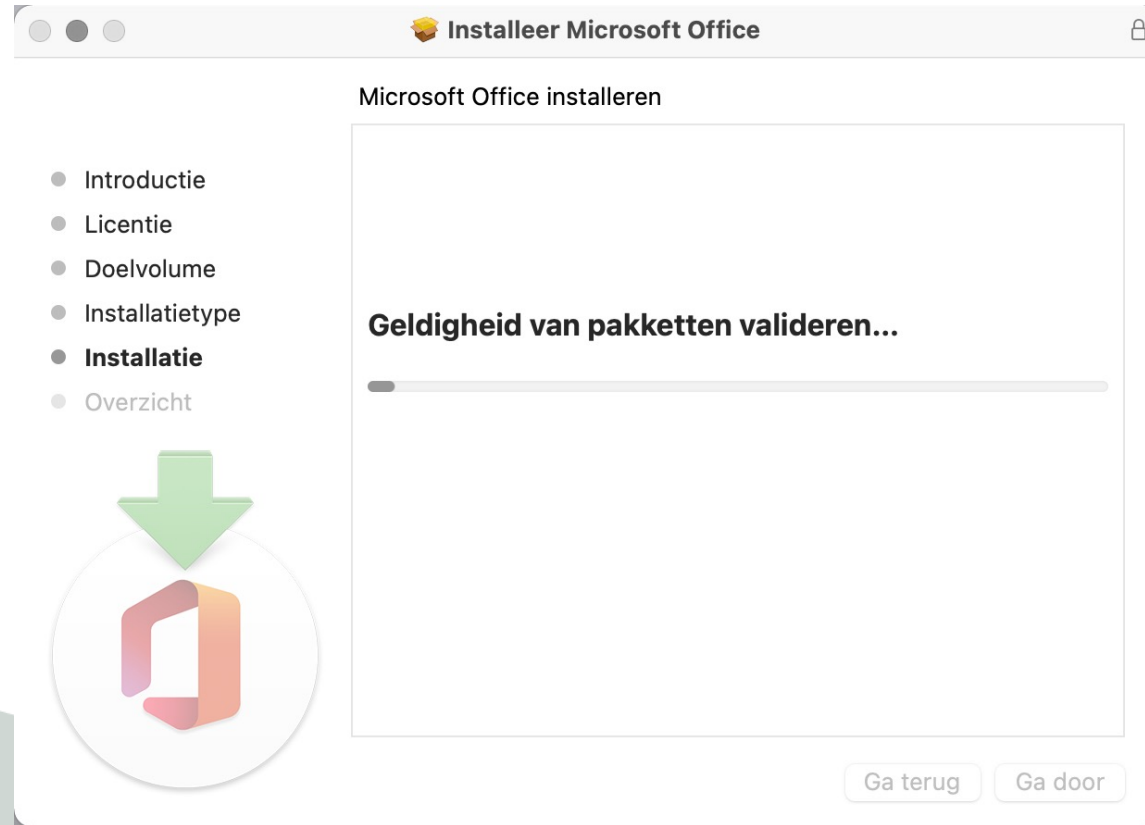 Installeer Microsoft Office
Microsoft Office installeren
Introductie
Licentie
Doelvolume
Installatietype
Installatie
Overzicht
Geldigheid van pakketten valideren...
Ga terug
Ga door